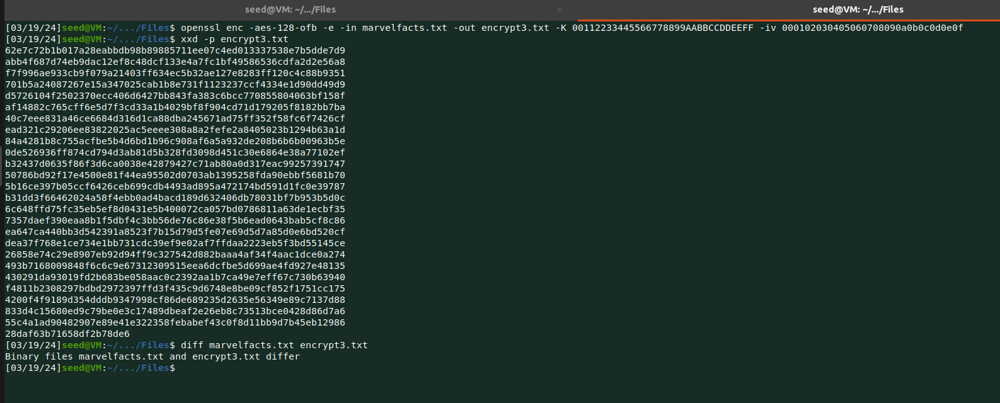 seed@VM: ~/.../Files × seed@VM: ~/.../Files
[03/19/24]seed@VM:~/.../Files$ openssl enc -aes-128-ofb -e -in marvelfacts.txt -out encrypt3.txt -K 00112233445566778899AABBCCDDEEFF -iv 000102030405060708090a0b0c0d0e0f
[03/19/24]seed@VM:~/.../Files$ xxd -p encrypt3.txt
62e7c72b1b017a28eabbdb98b89885711ee07c4ed013337538e7b5dde7d9
abb4f687d74eb9dac12ef8c48dcf133e4a7fc1bf49586536cdfa2d2e56a8
f7f996ae933cb9f079a21403ff634ec5b32ae127e8283ff120c4c88b9351
701b5a24087267e15a347025cab1b8e731f1123237ccf4334e1d90dd49d9
d5726104f2502370ecc406d6427bb843fa383c6bcc770855804063bf158f
af14882c765cff6e5d7f3cd33a1b4029bf8f904cd71d179205f8182bb7ba
40c7eee831a46ce6684d316d1ca88dba245671ad75ff352f58fc6f7426cf
ead321c29206ee83822025ac5eeee308a8a2fefe2a8405023b1294b63a1d
84a4281b8c755acfbe5b4d6bd1b96c908af6a5a932de208b6b6b00963b5e
0de526936ff874cd794d3ab81d5b328fd3098d451c30e6864e38a77102ef
b32437d0635f86f3d6ca0038e42879427c71ab80a0d317eac99257391747
50786bd92f17e4500e81f44ea95502d0703ab1395258fda90ebbf5681b70
5b16ce397b05ccf6426ceb699cdb4493ad895a472174bd591d1fc0e39787
b31dd3f66462024a58f4ebb0ad4bacd189d632406db78031bf7b953b5d0c
6c648ffd75fc35eb5ef8d0431e5b400072ca057bd0786811a63de1ecbf35
7357daef390eaa8b1f5dbf4c3bb56de76c86e38f5b6ead0643bab5cf8c86
ea647ca440bb3d542391a8523f7b15d79d5fe07e69d5d7a85d0e6bd520cf
dea37f768e1ce734e1bb731cdc39ef9e02af7ffdaa2223eb5f3bd55145ce
26858e74c29e8907eb92d94ff9c327542d882baaa4af34f4aac1dce0a274
493b7168009848f6c6c9e67312309515eea6dcfbe5d699ae4fd927e48135
430291da93019fd2b683be058aac0c2392aa1b7ca49e7eff67c730b63940
f4811b2308297bdbd2972397ffd3f435c9d6748e8be09cf852f1751cc175
4200f4f9189d354dddb9347998cf86de689235d2635e56349e89c7137d88
833d4c15680ed9c79be0e3c17489dbeaf2e26eb8c73513bce0428d86d7a6
55c4a1ad90482907e89e41e322358febabef43c0f8d11bb9d7b45eb12986
28daf63b71658df2b78de6
[03/19/24]seed@VM:~/.../Files$ diff marvelfacts.txt encrypt3.txt
Binary files marvelfacts.txt and encrypt3.txt differ
[03/19/24]seed@VM:~/.../Files$